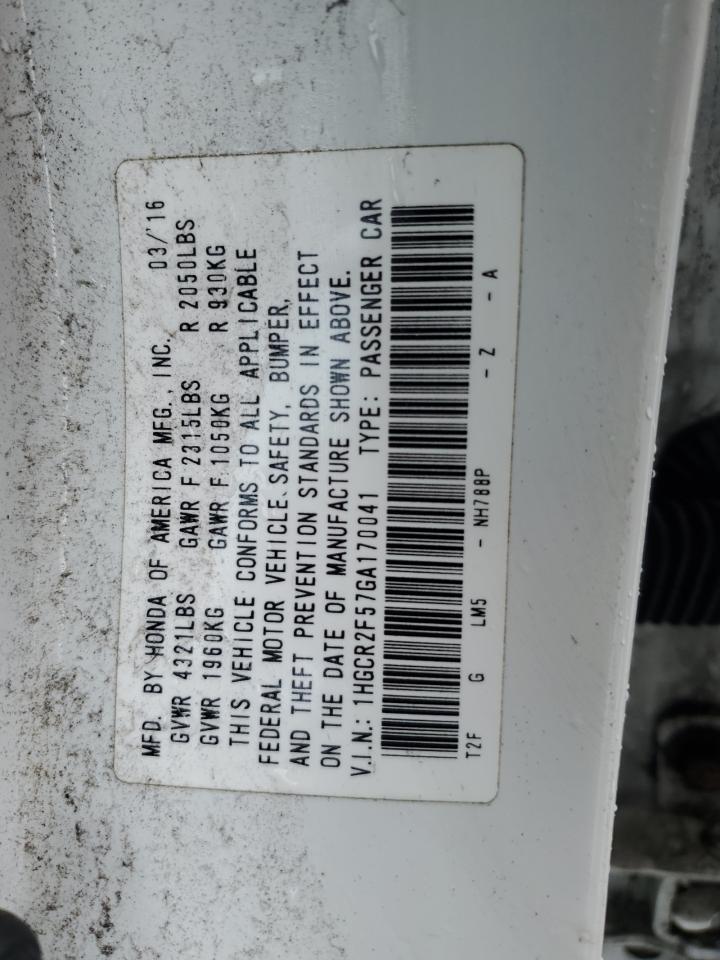 MFD. BY HONDA OF AMERICA MFG., INC. 03/'16
GVWR 4321LBS GAWR F 2315LBS R 2050LBS
GVWR 1960KG GAWR F 1050KG R 930KG
THIS VEHICLE CONFORMS TO ALL APPLICABLE
FEDERAL MOTOR VEHICLE SAFETY, BUMPER,
AND THEFT PREVENTION STANDARDS IN EFFECT
ON THE DATE OF MANUFACTURE SHOWN ABOVE.
V.I.N.: 1HGCR2F57GA170041 TYPE: PASSENGER CAR
T2F G LM5 - NH788P - Z - A